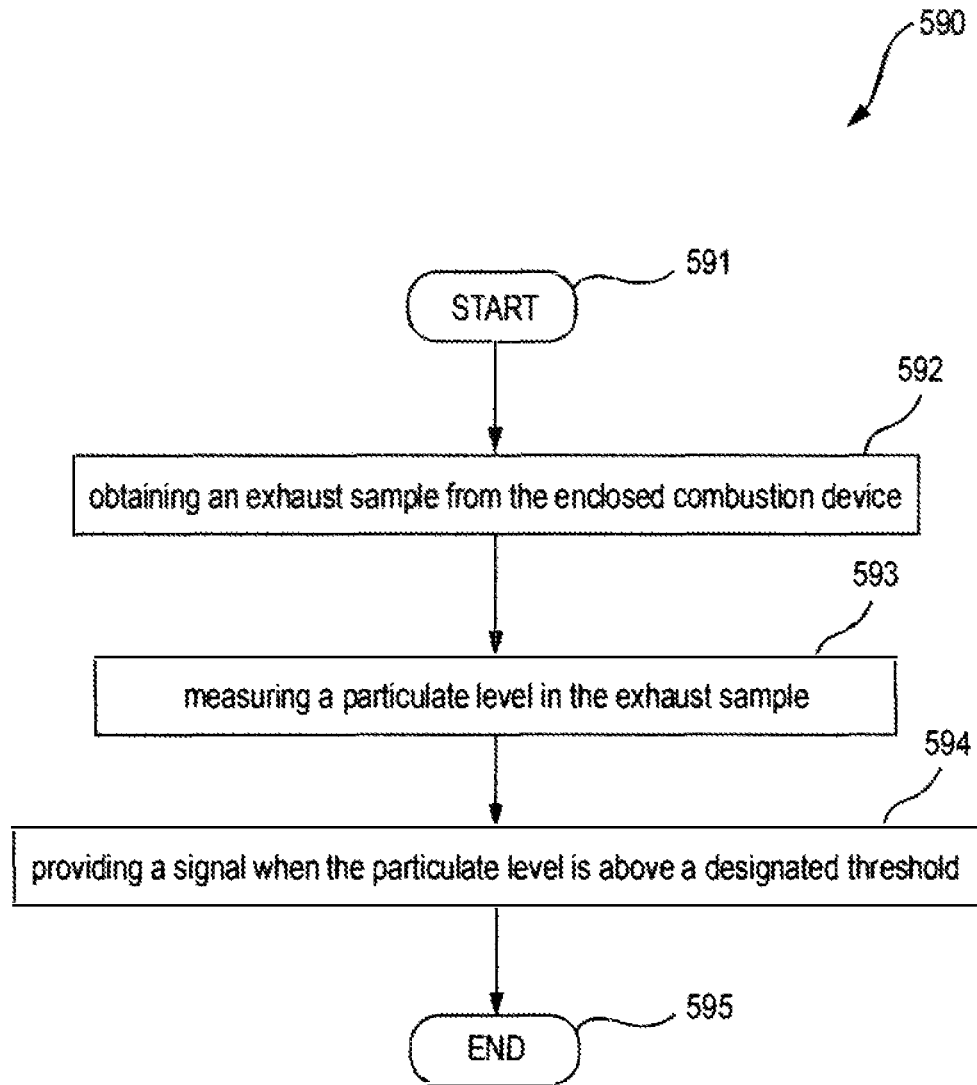 590
591
START
592
obtaining an exhaust sample from the enclosed combustion device
593
measuring a particulate level in the exhaust sample
594
providing a signal when the particulate level is above a designated threshold
595
END